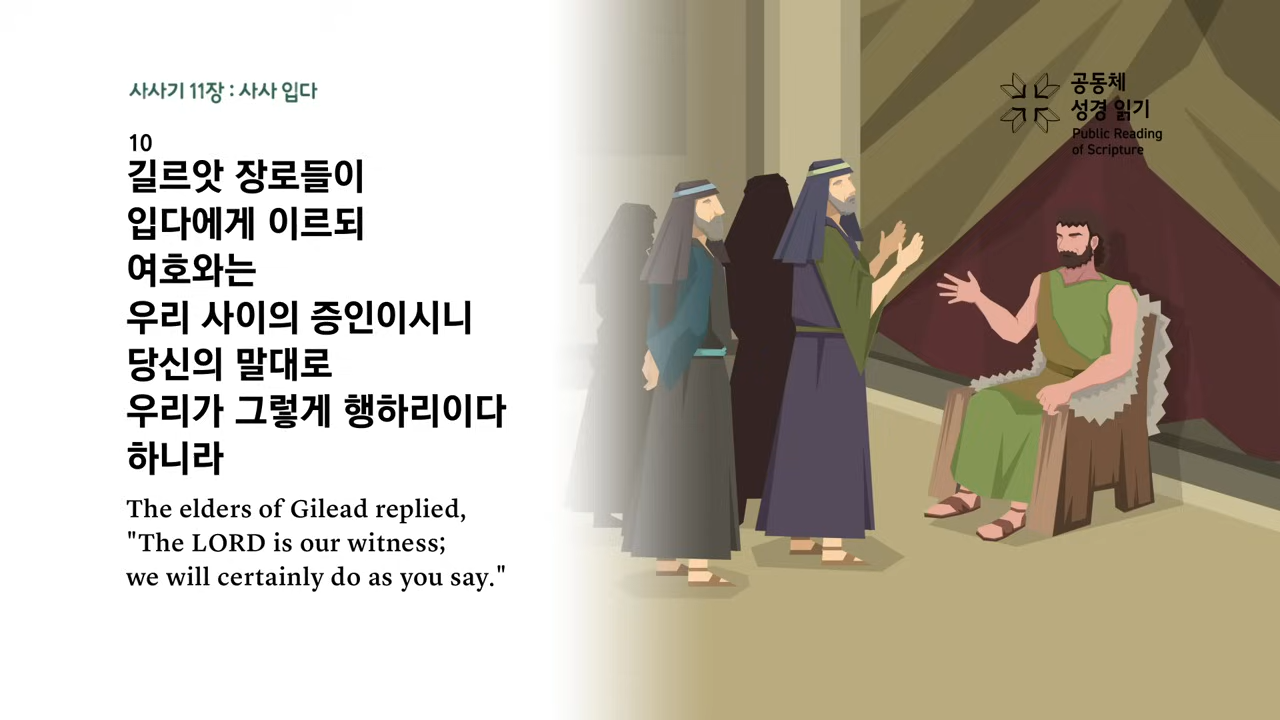 사사기 11장 : 사사 입다
공동체
성경 읽기
Public Reading
of Scripture
10
길르앗 장로들이
입다에게 이르되
여호와는
우리 사이의 증인이시니
당신의 말대로
우리가 그렇게 행하리이다
하니라
The elders of Gilead replied,
"The LORD is our witness;
we will certainly do as you say."